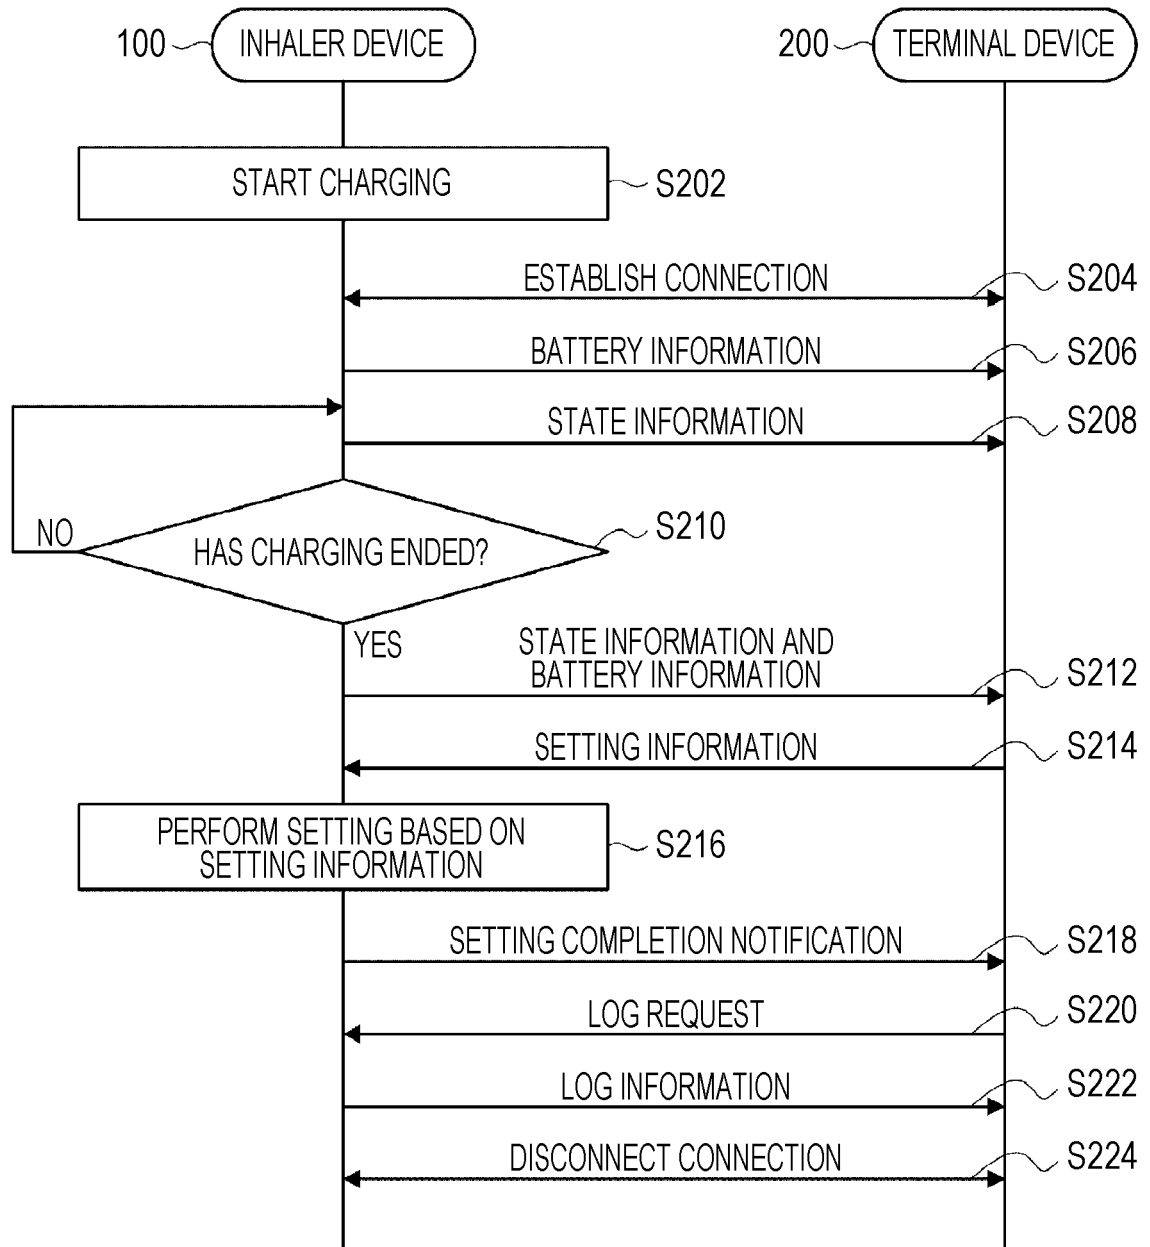 100
INHALER DEVICE
200
TERMINAL DEVICE
START CHARGING
S202
ESTABLISH CONNECTION
S204
BATTERY INFORMATION
S206
STATE INFORMATION
S208
NO
HAS CHARGING ENDED?
S210
YES
STATE INFORMATION AND
BATTERY INFORMATION
S212
SETTING INFORMATION
S214
PERFORM SETTING BASED ON
SETTING INFORMATION
S216
SETTING COMPLETION NOTIFICATION
S218
LOG REQUEST
S220
LOG INFORMATION
S222
DISCONNECT CONNECTION
S224